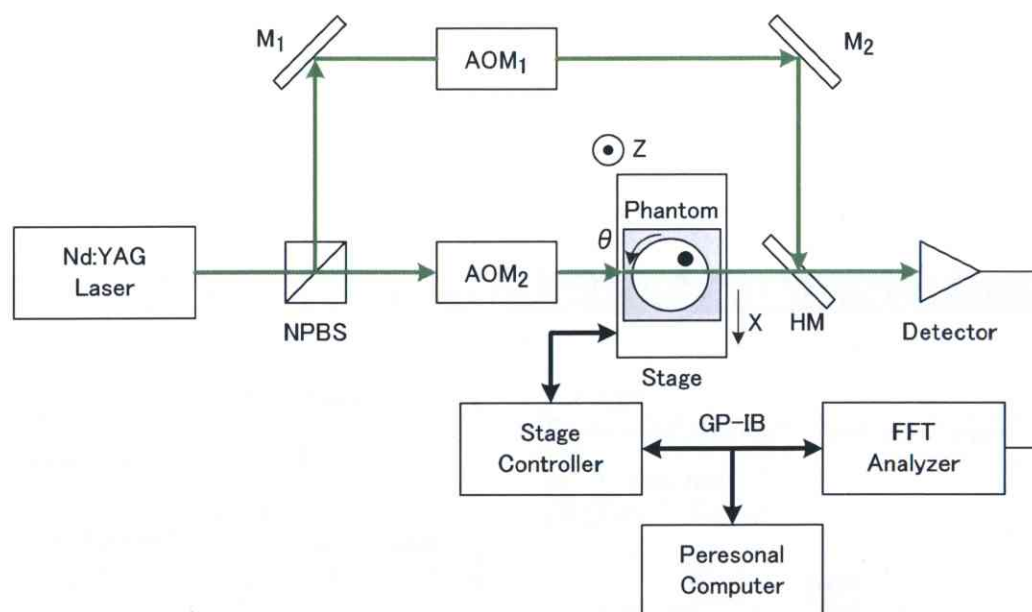 M₁
AOM₁
M₂
Z
Phantom
θ
Nd:YAG
Laser
NPBS
AOM₂
X
HM
Detector
Stage
Stage
Controller
GP-IB
FFT
Analyzer
Peresonal
Computer